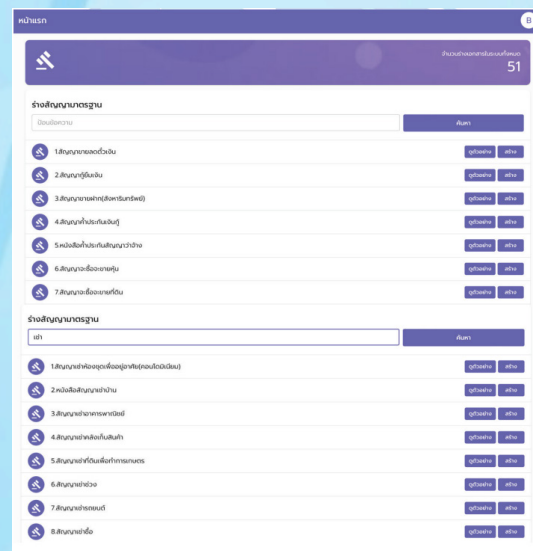 หน้าแรก
B
จำนวนร่างเอกสารในระบบทั้งหมด
51
ร่างสัญญามาตรฐาน
ป้อนข้อความ
ค้นหา
1.สัญญาขายลดตั๋วเงิน ดูตัวอย่าง สร้าง
2.สัญญากู้ยืมเงิน ดูตัวอย่าง สร้าง
3.สัญญาขายฝาก(สังหาริมทรัพย์) ดูตัวอย่าง สร้าง
4.สัญญาค้ำประกันเงินกู้ ดูตัวอย่าง สร้าง
5.หนังสือค้ำประกันสัญญาว่าจ้าง ดูตัวอย่าง สร้าง
6.สัญญาจะซื้อจะขายหุ้น ดูตัวอย่าง สร้าง
7.สัญญาจะซื้อจะขายที่ดิน ดูตัวอย่าง สร้าง
ร่างสัญญามาตรฐาน
เช่า
ค้นหา
1.สัญญาเช่าห้องชุดเพื่ออยู่อาศัย(คอนโดมิเนียม) ดูตัวอย่าง สร้าง
2.หนังสือสัญญาเช่าบ้าน ดูตัวอย่าง สร้าง
3.สัญญาเช่าอาคารพาณิชย์ ดูตัวอย่าง สร้าง
4.สัญญาเช่าคลังเก็บสินค้า ดูตัวอย่าง สร้าง
5.สัญญาเช่าที่ดินเพื่อทำการเกษตร ดูตัวอย่าง สร้าง
6.สัญญาเช่าช่วง ดูตัวอย่าง สร้าง
7.สัญญาเช่ารถยนต์ ดูตัวอย่าง สร้าง
8.สัญญาเช่าซื้อ ดูตัวอย่าง สร้าง